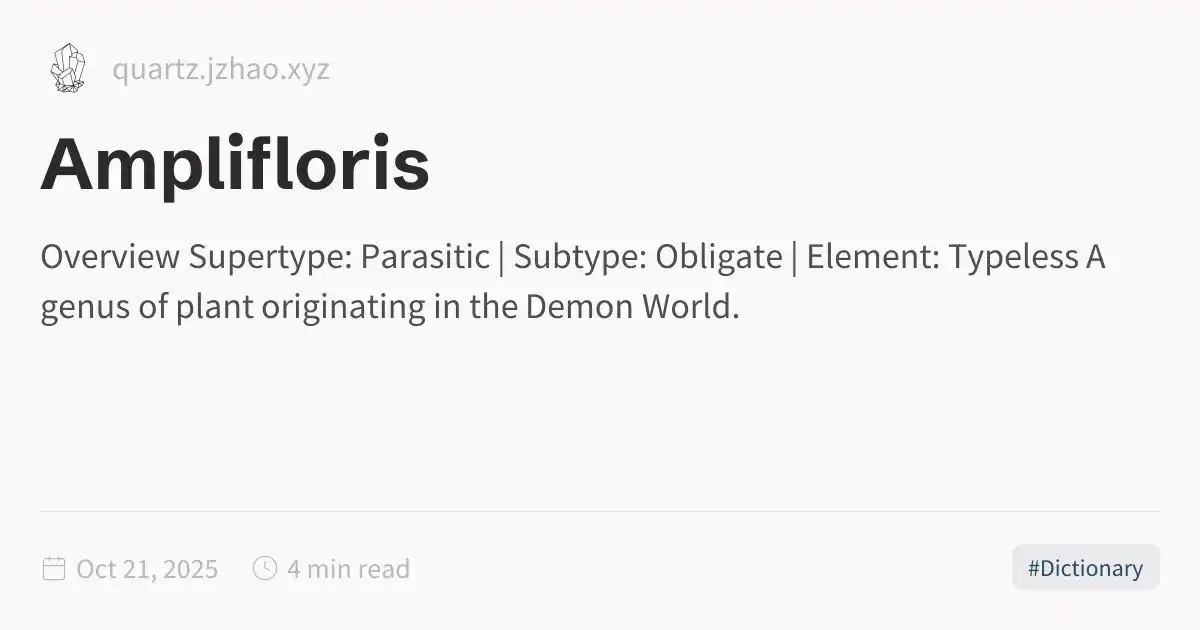 quartz.jzhao.xyz
Amplifloris
Overview Supertype: Parasitic | Subtype: Obligate | Element: Typeless A
genus of plant originating in the Demon World.
Oct 21, 2025
4 min read
#Dictionary